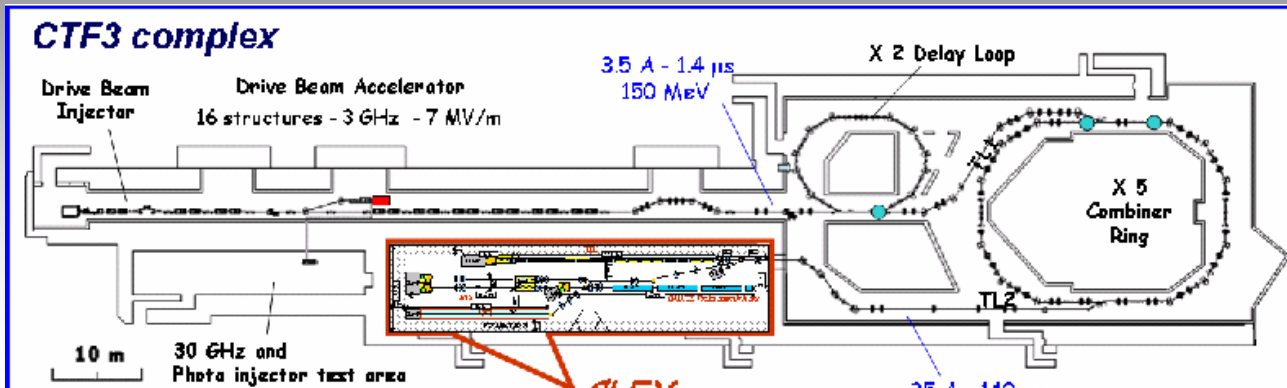 CTF3 complex
Drive Beam
Injector
Drive Beam Accelerator
16 structures - 3 GHz - 7 MV/m
3.5 A - 1.4 µs
150 MeV
X 2 Delay Loop
TL1
X 5
Combiner
Ring
TL2
10 m
30 GHz and
Photo injector test area